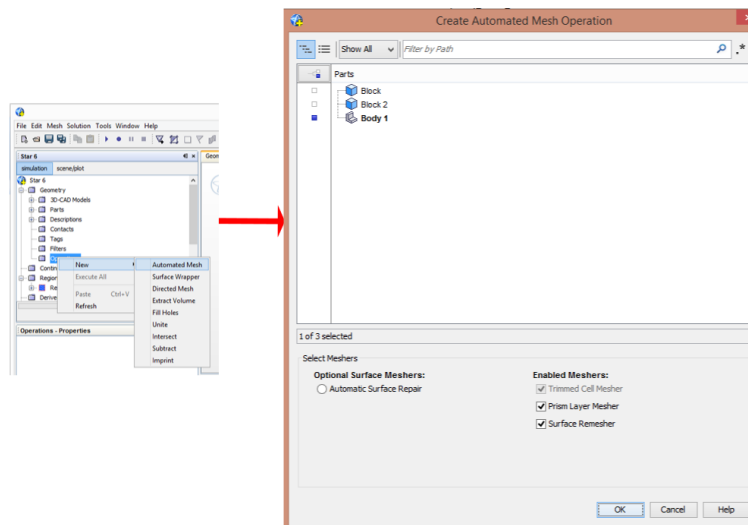 Create Automated Mesh Operation
Show All
Filter by Path
.*
Parts
Block
Block 2
Body 1
1 of 3 selected
Select Meshers
Optional Surface Meshers:
Automatic Surface Repair
Enabled Meshers:
Trimmed Cell Mesher
Prism Layer Mesher
Surface Remesher
OK Cancel Help
File Edit Mesh Solution Tools Window Help
Star 6
simulation scene/plot
Star 6
Geometry
3D-CAD Models
Parts
Descriptions
Contacts
Tags
Filters
Operations - Properties
New
Execute All
Paste Ctrl+V
Refresh
Automated Mesh
Surface Wrapper
Directed Mesh
Extract Volume
Fill Holes
Unite
Intersect
Subtract
Imprint